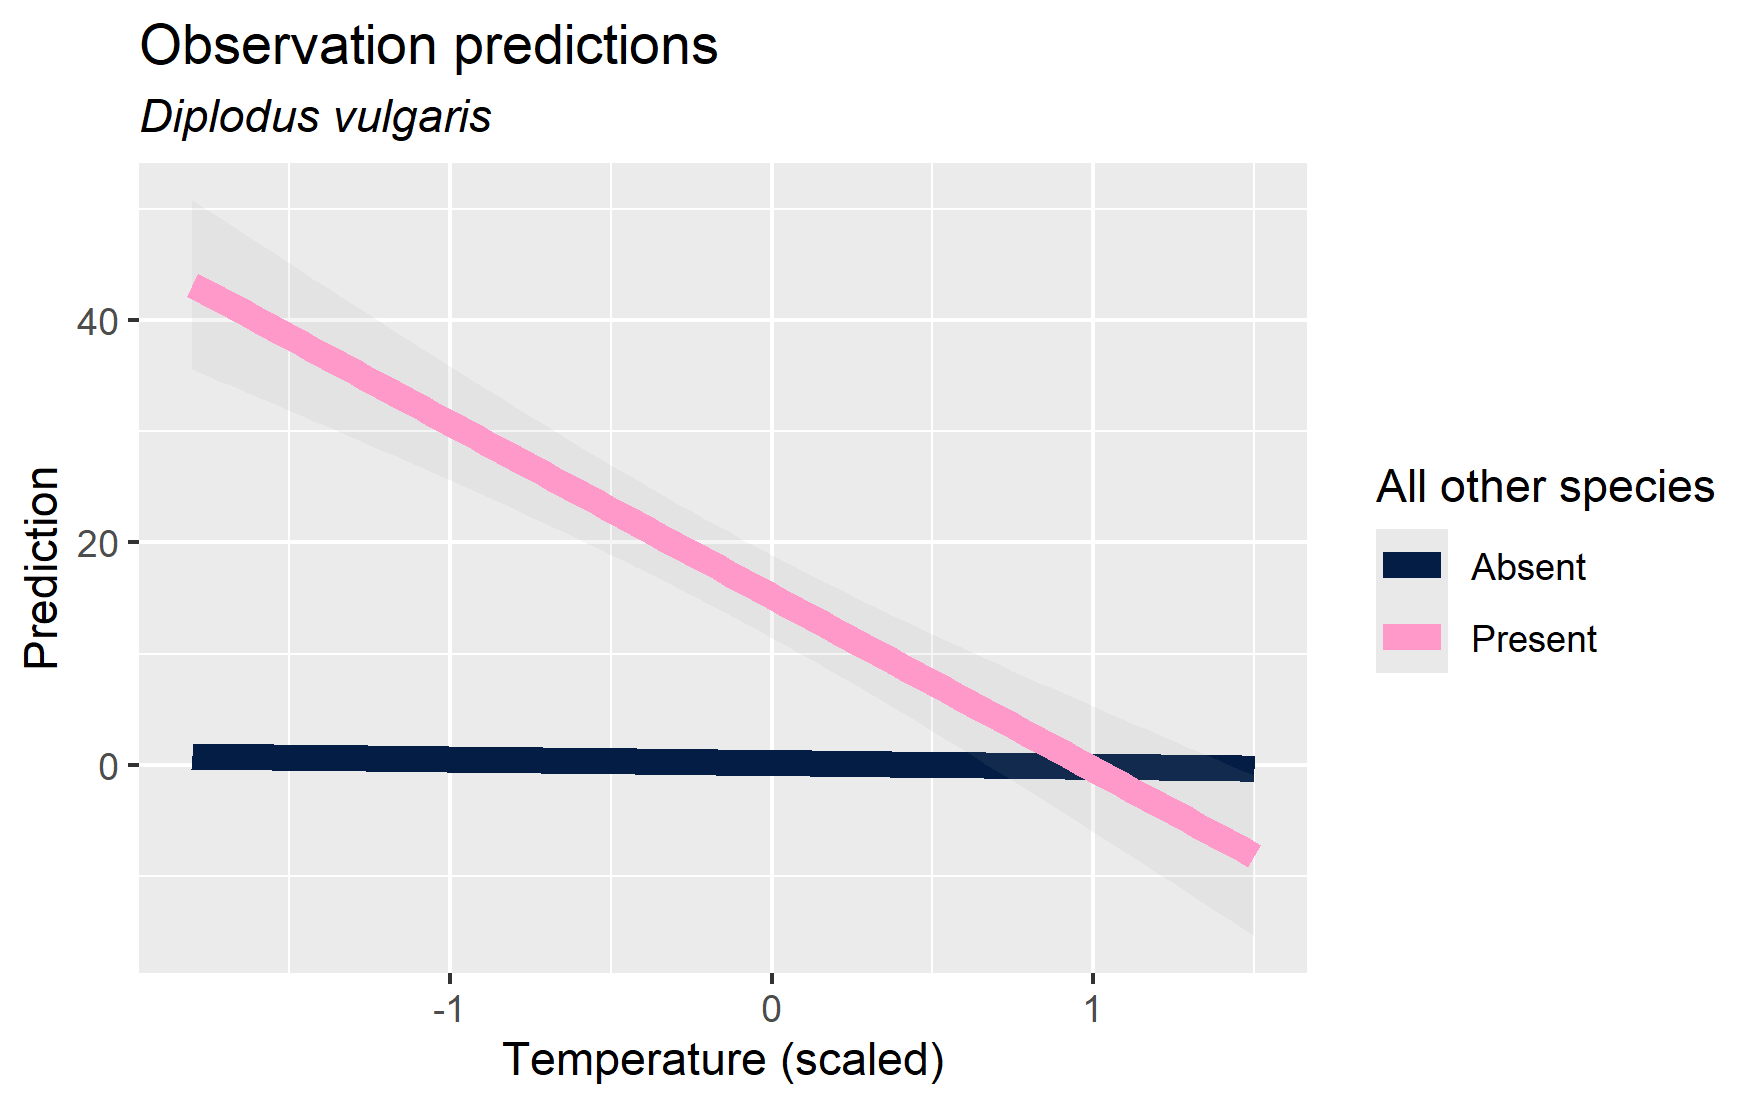 Observation predictions
Diplodus vulgaris
Prediction
40
20
0
-1
0
1
Temperature (scaled)
All other species
Absent
Present